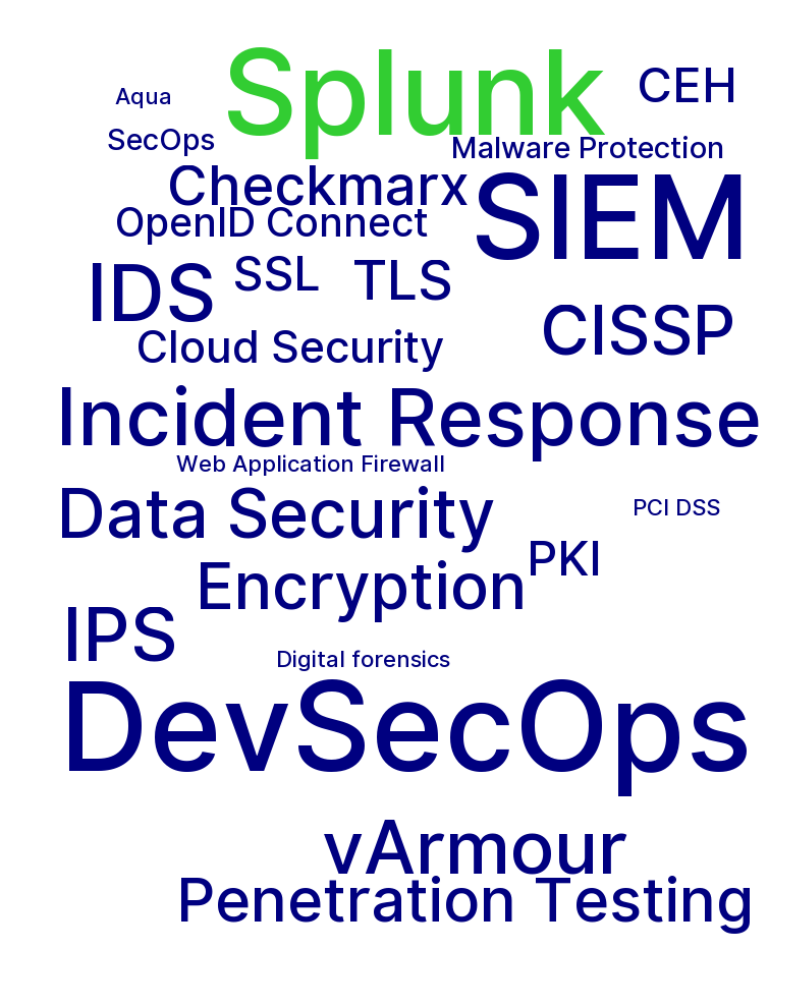 Splunk
CEH
Aqua
SecOps
Malware Protection
Checkmarx
SIEM
OpenID Connect
IDS
SSL
TLS
CISSP
Cloud Security
Incident Response
Web Application Firewall
Data Security
PCI DSS
PKI
Encryption
IPS
Digital forensics
DevSecOps
vArmour
Penetration Testing